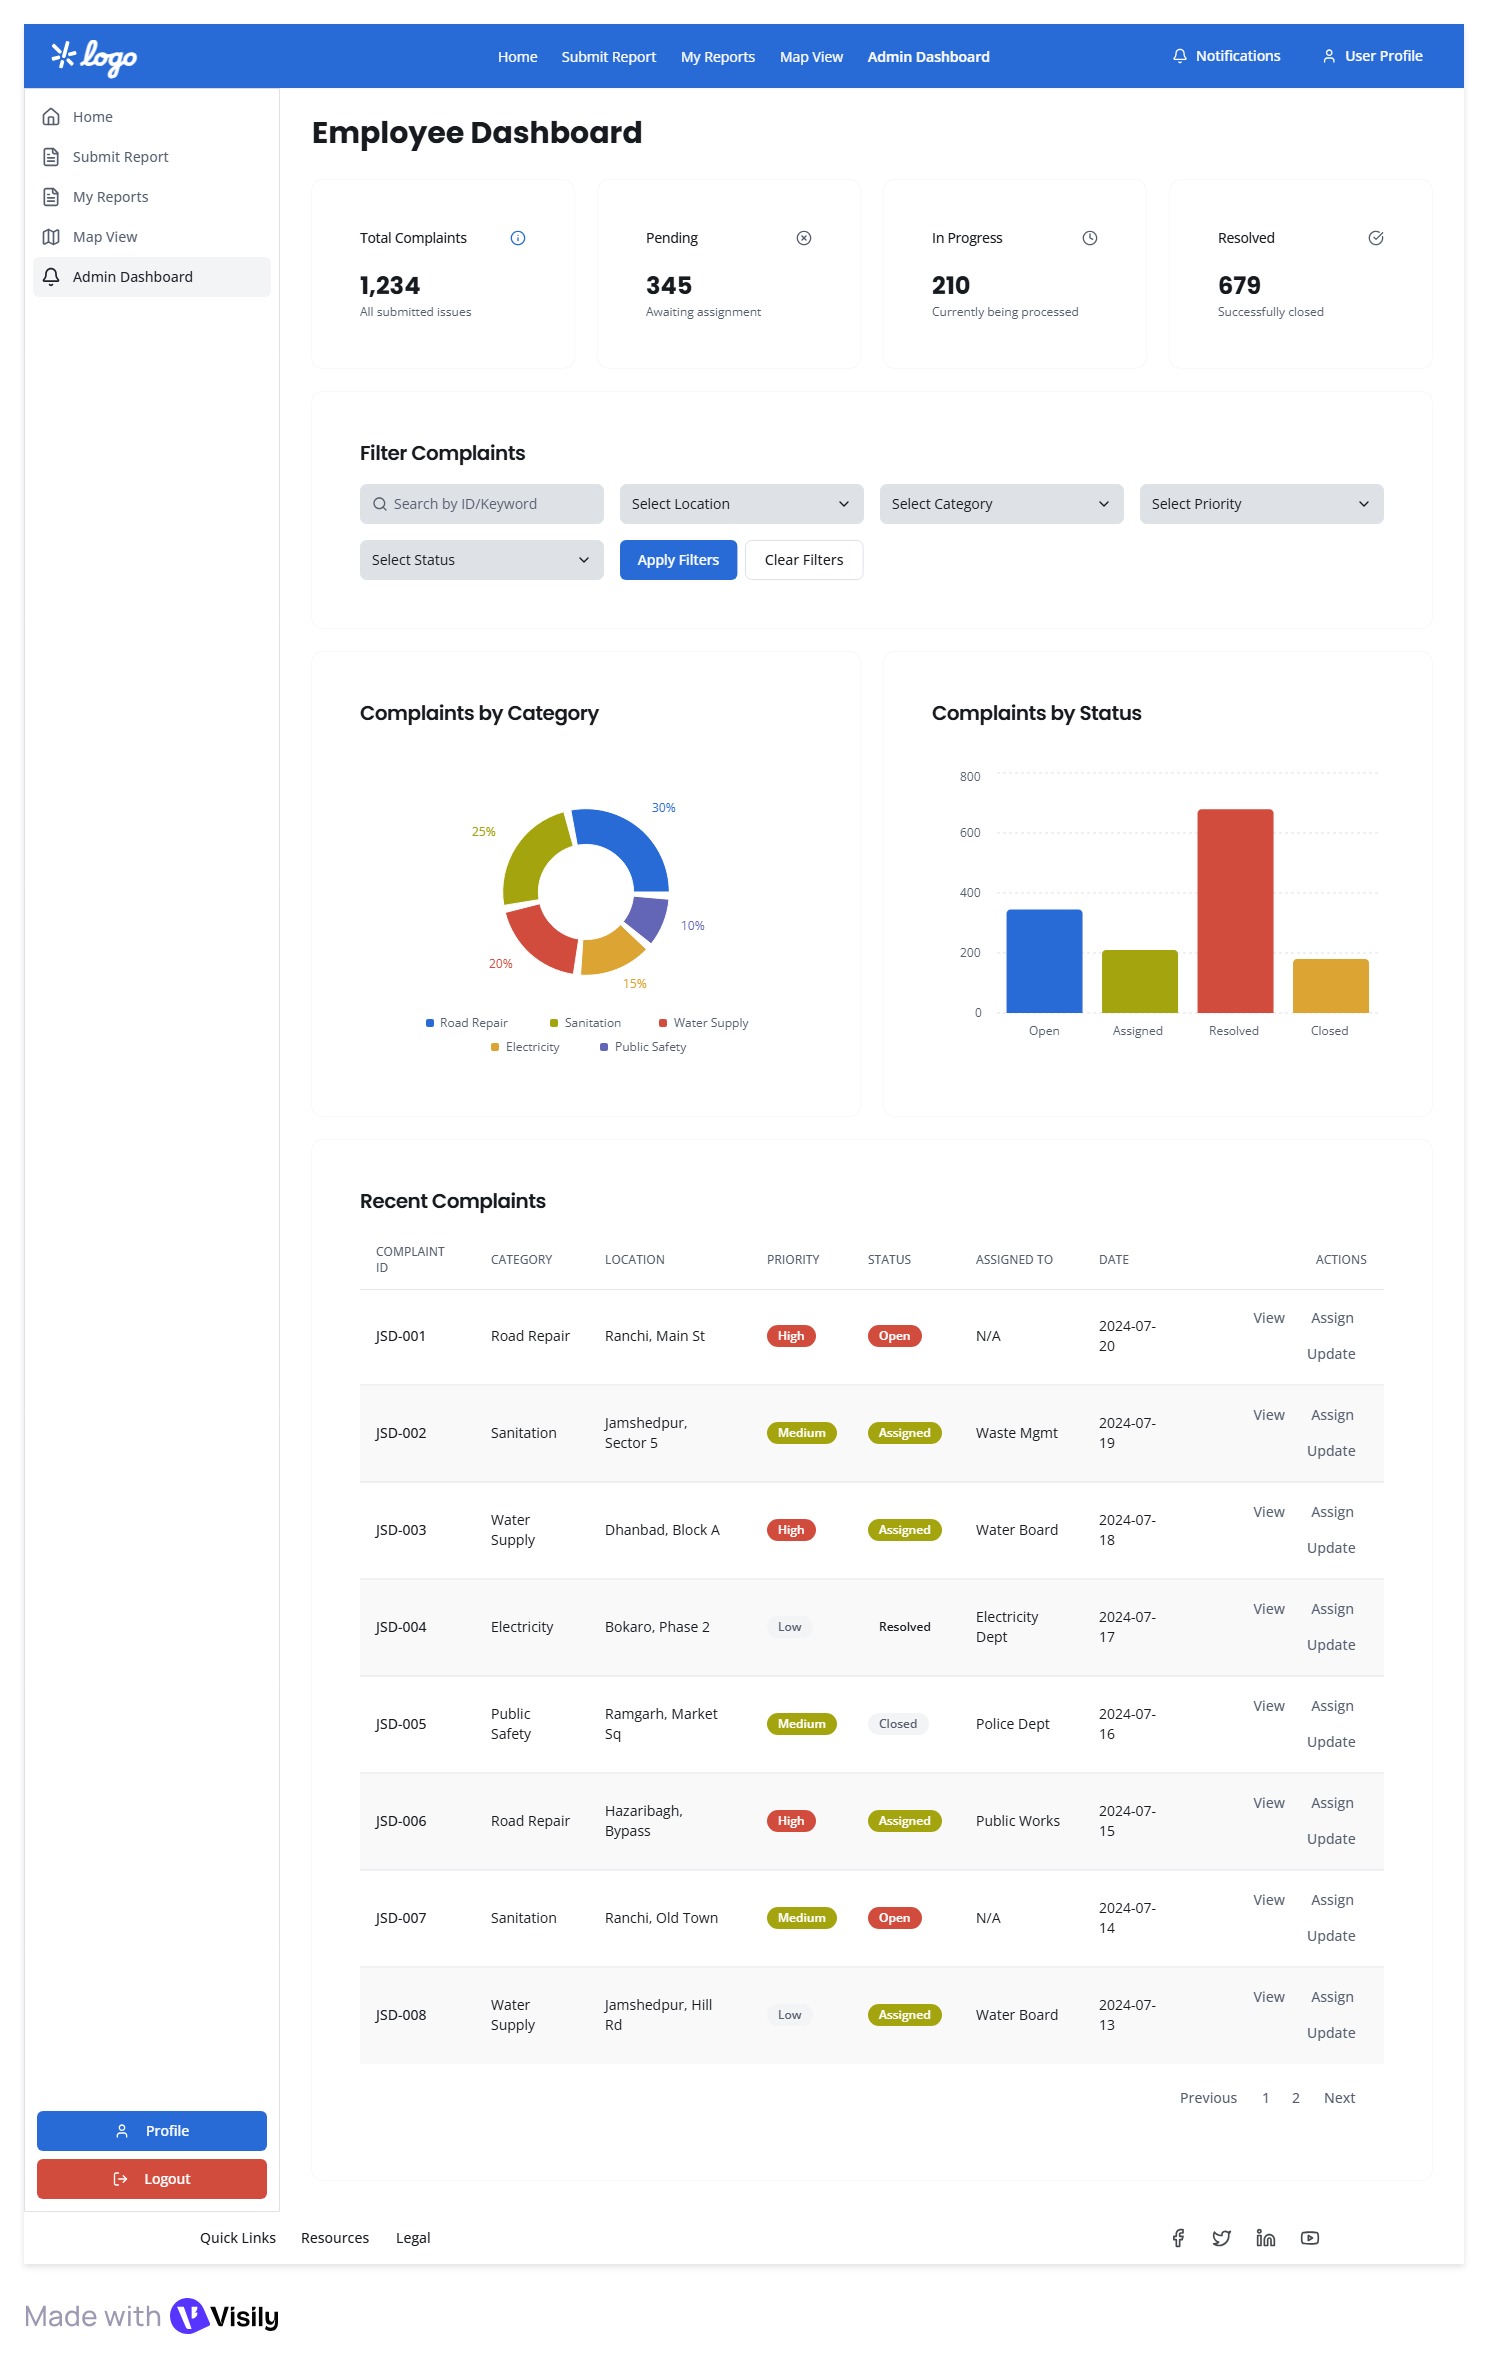 logo
Home Submit Report My Reports Map View Admin Dashboard
Notifications User Profile
Home
Submit Report
My Reports
Map View
Admin Dashboard
Profile
Logout
Employee Dashboard
Total Complaints
1,234
All submitted issues
Pending
345
Awaiting assignment
In Progress
210
Currently being processed
Resolved
679
Successfully closed
Filter Complaints
Search by ID/Keyword
Select Location
Select Category
Select Priority
Select Status
Apply Filters
Clear Filters
Complaints by Category
30%
25%
10%
20%
15%
Road Repair Sanitation Water Supply
Electricity Public Safety
Complaints by Status
800
600
400
200
0
Open Assigned Resolved Closed
Recent Complaints
COMPLAINT
ID
CATEGORY LOCATION PRIORITY STATUS ASSIGNED TO DATE ACTIONS
JSD-001
Road Repair
Ranchi, Main St
High
Open
N/A
2024-07-
20
View Assign
Update
JSD-002
Sanitation
Jamshedpur,
Sector 5
Medium
Assigned
Waste Mgmt
2024-07-
19
View Assign
Update
JSD-003
Water
Supply
Dhanbad, Block A
High
Assigned
Water Board
2024-07-
18
View Assign
Update
JSD-004
Electricity
Bokaro, Phase 2
Low
Resolved
Electricity
Dept
2024-07-
17
View Assign
Update
JSD-005
Public
Safety
Ramgarh, Market
Sq
Medium
Closed
Police Dept
2024-07-
16
View Assign
Update
JSD-006
Road Repair
Hazaribagh,
Bypass
High
Assigned
Public Works
2024-07-
15
View Assign
Update
JSD-007
Sanitation
Ranchi, Old Town
Medium
Open
N/A
2024-07-
14
View Assign
Update
JSD-008
Water
Supply
Jamshedpur, Hill
Rd
Low
Assigned
Water Board
2024-07-
13
View Assign
Update
Previous 1 2 Next
Quick Links Resources Legal
Made with Visily